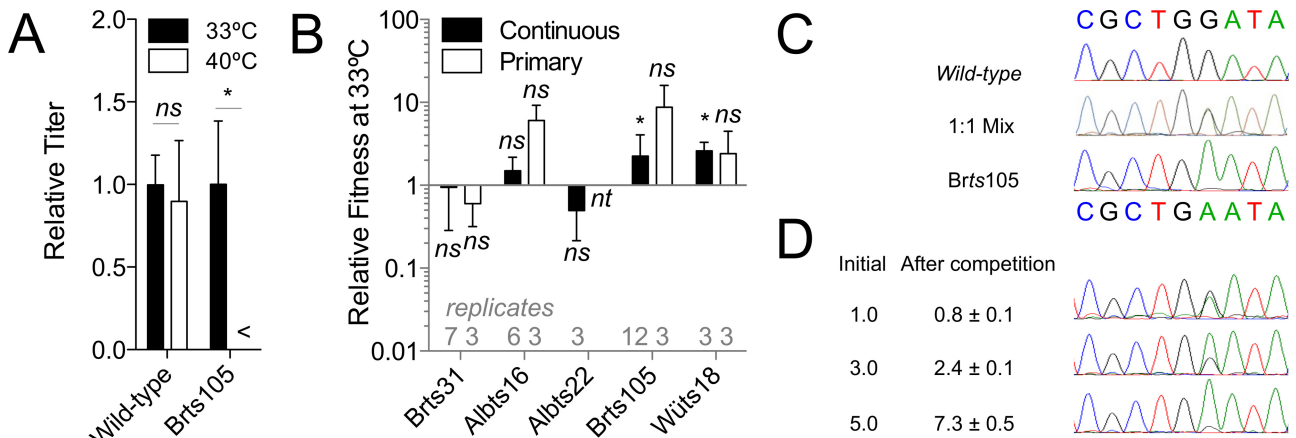 A
Relative Titer
2.0
1.5
1.0
0.5
0.0
33ºC
40ºC
ns
*
<
Wild-type
Brts105
B
Relative Fitness at 33ºC
100
10
1
0.1
0.01
Continuous
Primary
ns ns
ns ns
ns nt
* ns
* ns
replicates
7 3 6 3 3 12 3 3 3
Brts31
Albts16
Albts22
Brts105
Wüts18
C
CGCTGGATA
Wild-type
1:1 Mix
Brts105
CGCTGAATA
D
Initial After competition
1.0 0.8 ± 0.1
3.0 2.4 ± 0.1
5.0 7.3 ± 0.5